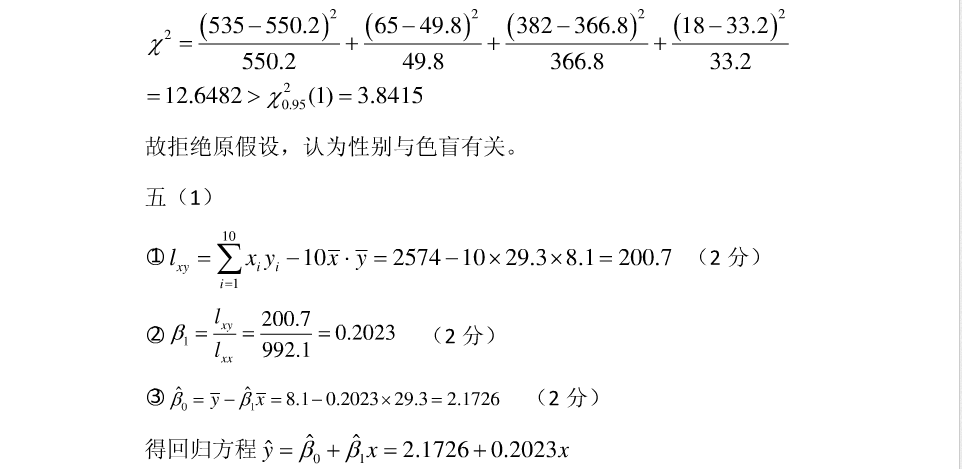 χ² = (535−550.2)²/550.2 + (65−49.8)²/49.8 + (382−366.8)²/366.8 + (18−33.2)²/33.2
=12.6482 > χ²₀.₉₅(1) = 3.8415
故拒绝原假设，认为性别与色盲有关。
五（1）
① l_{xy} = ∑_{i=1}^{10} x_i y_i − 10x̄·ȳ = 2574−10×29.3×8.1 = 200.7 （2 分）
② β₁ = l_{xy}/l_{xx} = 200.7/992.1 = 0.2023 （2 分）
③ β̂₀ = ȳ − β̂₁x̄ = 8.1−0.2023×29.3 = 2.1726 （2 分）
得回归方程 ŷ = β̂₀ + β̂₁x = 2.1726+0.2023x